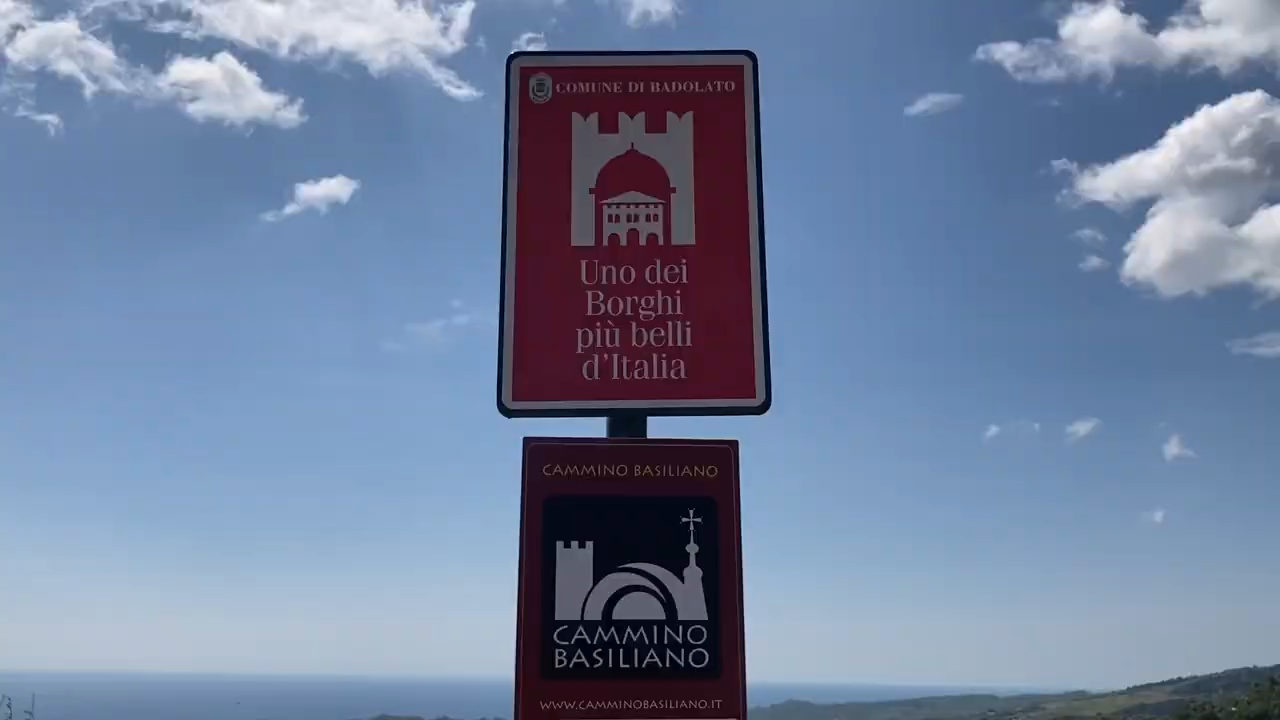 COMUNE DI BADOLATO
Uno dei
Borghi
più belli
d'Italia
CAMMINO BASILIANO
CAMMINO
BASILIANO
WWW.CAMMINOBASILIANO.IT